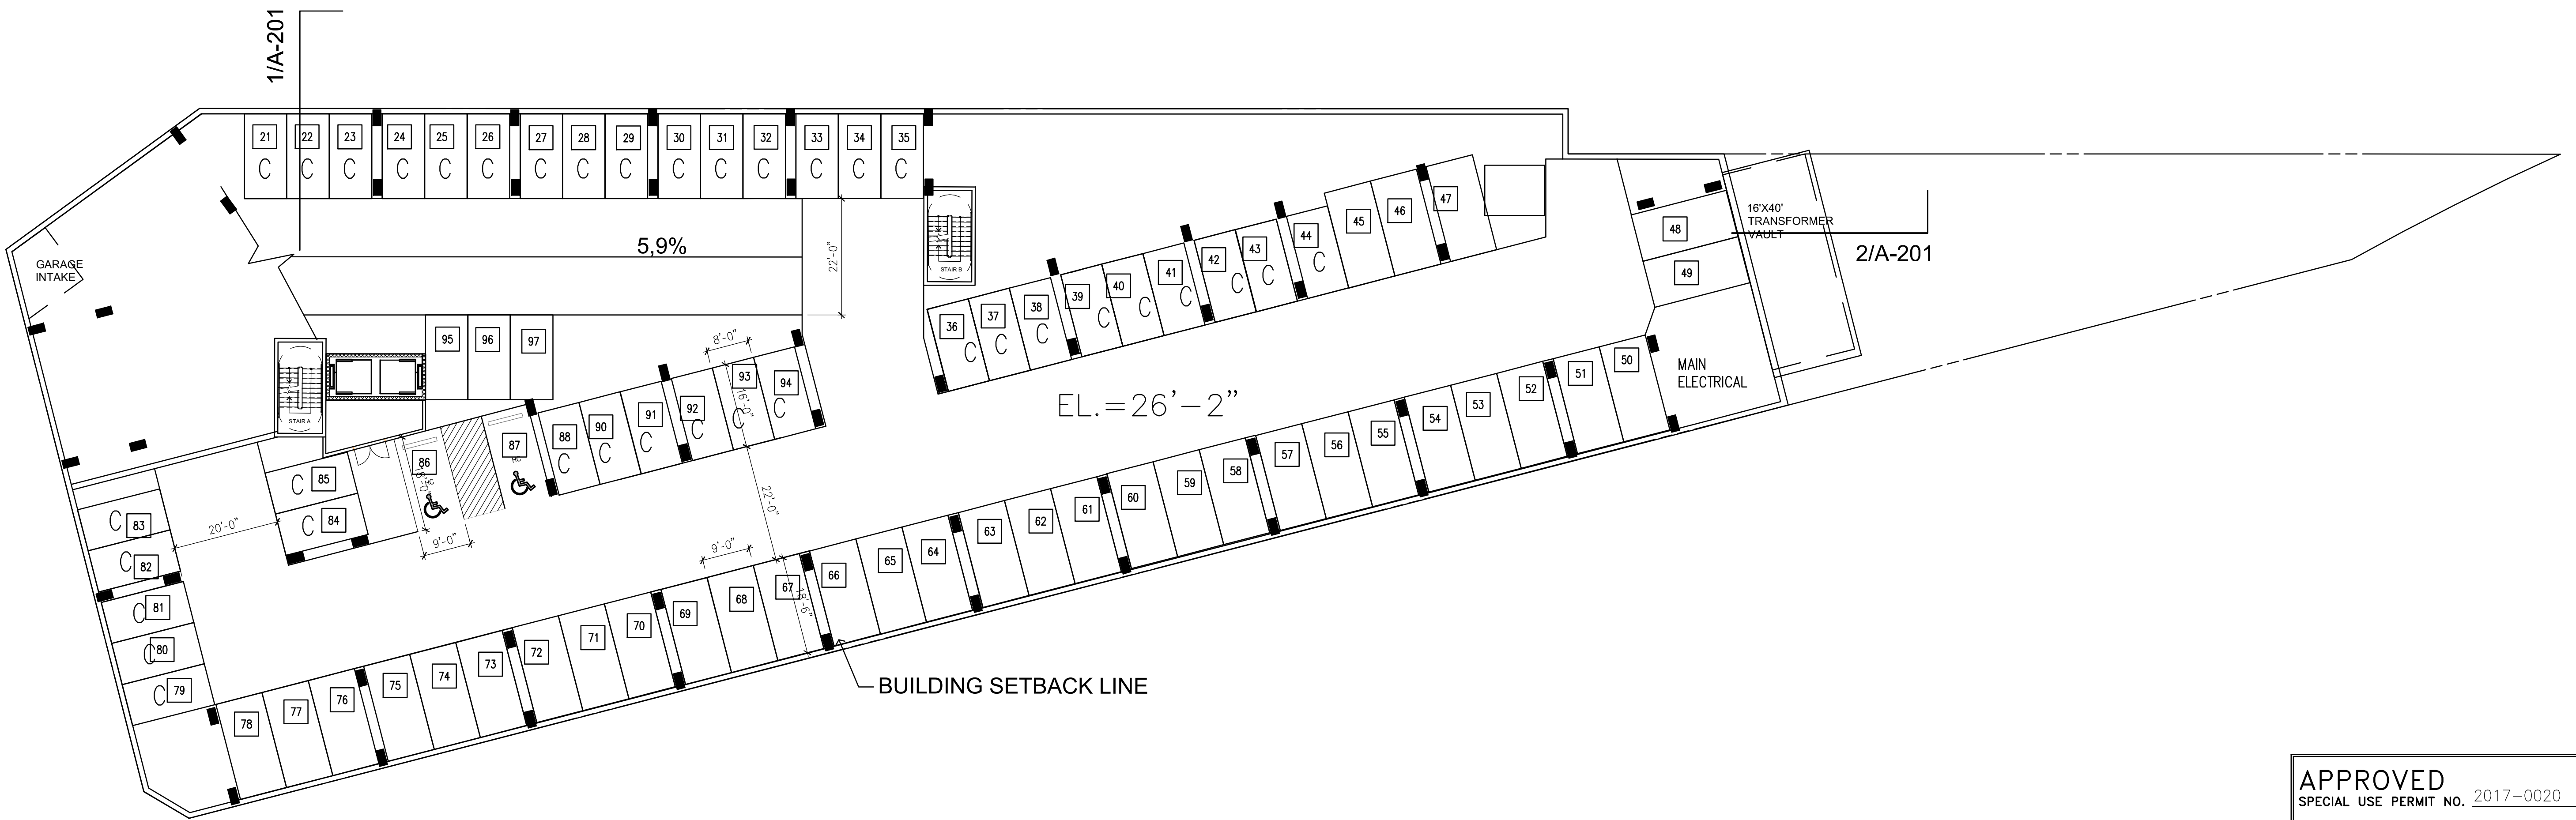 1/A-201
21 22 23 24 25 26 27 28 29 30 31 32 33 34 35
C C C C C C C C C C C C C C C
5,9%
22'-0"
STAIR B
GARAGE
INTAKE
36 37 38 39 40 41 42 43 44 45 46 47
C C C C C C C C C
48
49
16'X40'
TRANSFORMER
VAULT
2/A-201
95 96 97
STAIR A
8'-0"
16'-0"
88 90 91 92 93 94
C C C C C C
86
HC
18'-0"
9'-0"
87
HC
85
C
84
C
20'-0"
83
C
82
C
81
C
80
C
79
C
EL.=26'-2"
MAIN
ELECTRICAL
22'-0"
9'-0"
18'-6"
50 51 52 53 54 55 56 57 58 59 60 61 62 63 64 65 66 67 68 69 70 71 72 73 74 75 76 77 78
BUILDING SETBACK LINE
APPROVED
SPECIAL USE PERMIT NO. 2017-0020